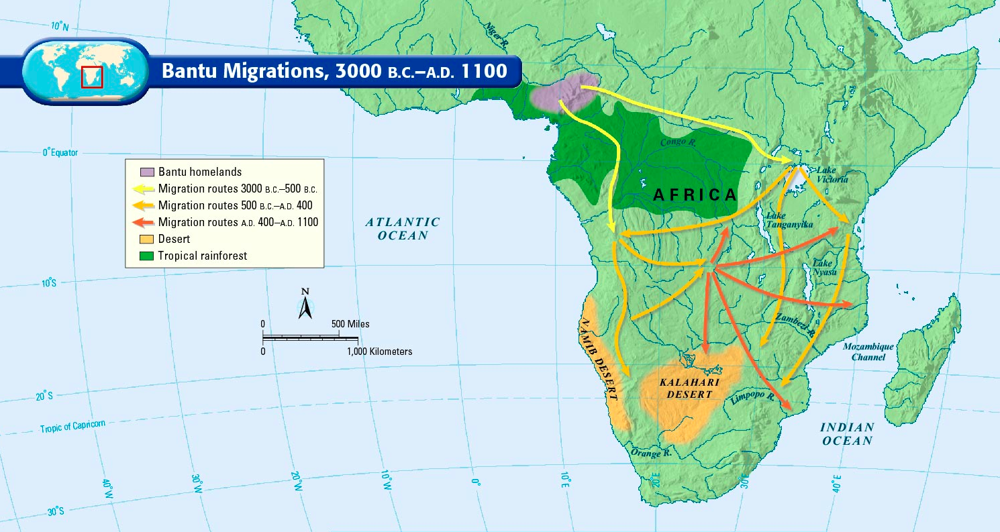 Bantu Migrations, 3000 B.C.–A.D. 1100
10°N
Niger R.
0°Equator
Bantu homelands
Migration routes 3000 B.C.–500 B.C.
Migration routes 500 B.C.–A.D. 400
Migration routes A.D. 400–A.D. 1100
Desert
Tropical rainforest
ATLANTIC
OCEAN
Congo R.
AFRICA
Lake
Victoria
Lake
Tanganyika
Lake
Nyasa
10°S
N
0 500 Miles
0 1,000 Kilometers
Zambezi R.
NAMIB DESERT
Mozambique
Channel
KALAHARI
DESERT
Limpopo R.
20°S
Tropic of Capricorn
INDIAN
OCEAN
Orange R.
40°W
30°W
20°W
10°W
0°
10°E
20°E
30°E
40°E
30°S